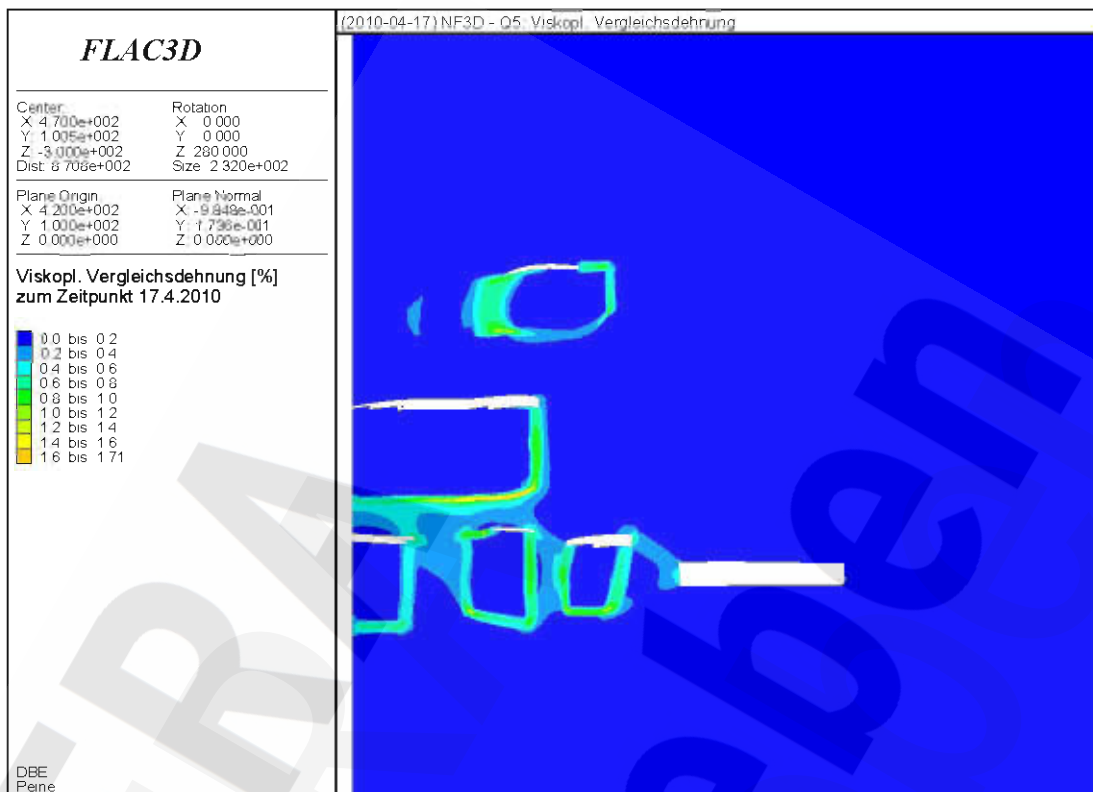 (2010-04-17) NF3D - Q5: Viskopl. Vergleichsdehnung
FLAC3D
Center: Rotation
X: 4.700e+002 X: 0.000
Y: 1.005e+002 Y: 0.000
Z: -3.000e+002 Z: 280.000
Dist: 8.708e+002 Size: 2.320e+002
Plane Origin: Plane Normal:
X: 4.200e+002 X: -9.848e-001
Y: 1.000e+002 Y: 1.736e-001
Z: 0.000e+000 Z: 0.000e+000
Viskopl. Vergleichsdehnung [%]
zum Zeitpunkt 17.4.2010
0.0 bis 0.2
0.2 bis 0.4
0.4 bis 0.6
0.6 bis 0.8
0.8 bis 1.0
1.0 bis 1.2
1.2 bis 1.4
1.4 bis 1.6
1.6 bis 1.71
DBE
Peine